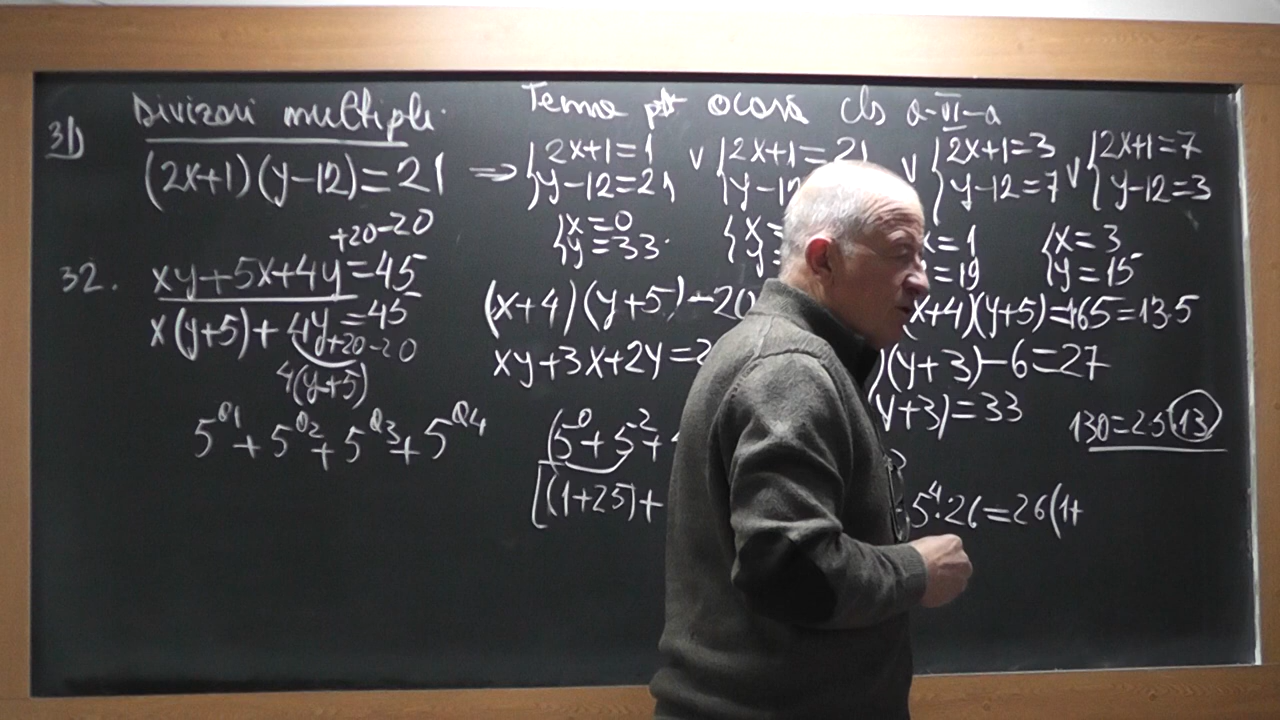 31) Divizori multipli. Tema pt ocară cls a-VI-a
(2x+1)(y-12)=21 => {2x+1=1 y-12=21 v {2x+1=21 y-12 v {2x+1=3 y-12=7 v {2x+1=7 y-12=3
{x=0 y=33. {x= y= x=1 =19 {x=3 y=15
+20-20
32. xy+5x+4y=45 (x+4)(y+5)-20 x+4)(y+5)=65=13·5
x(y+5)+4y=45
+20-20
4(y+5)
xy+3x+2y=2 )(y+3)-6=27
y+3)=33
130=2·5·13
5^a1+5^a2+5^a3+5^a4 (5^0+5^2+
[(1+25)+ 5^4·26=26(1+